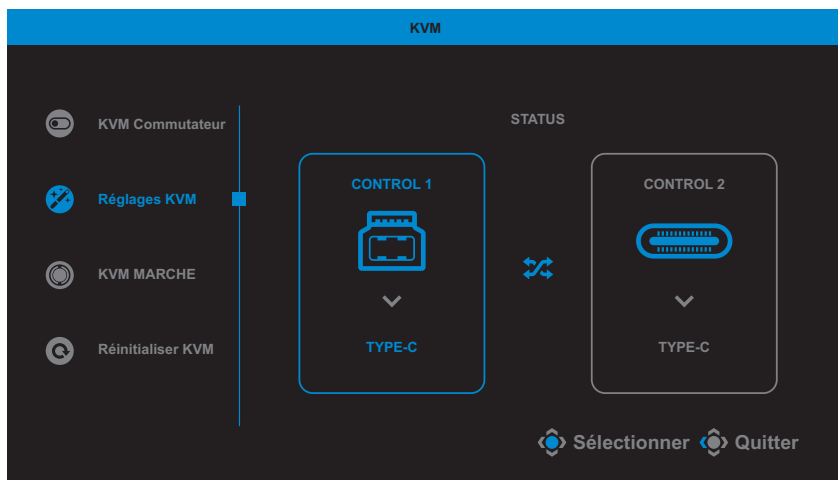 KVM
KVM Commutateur
Réglages KVM
KVM MARCHE
Réinitialiser KVM
STATUS
CONTROL 1
TYPE-C
CONTROL 2
TYPE-C
Sélectionner Quitter